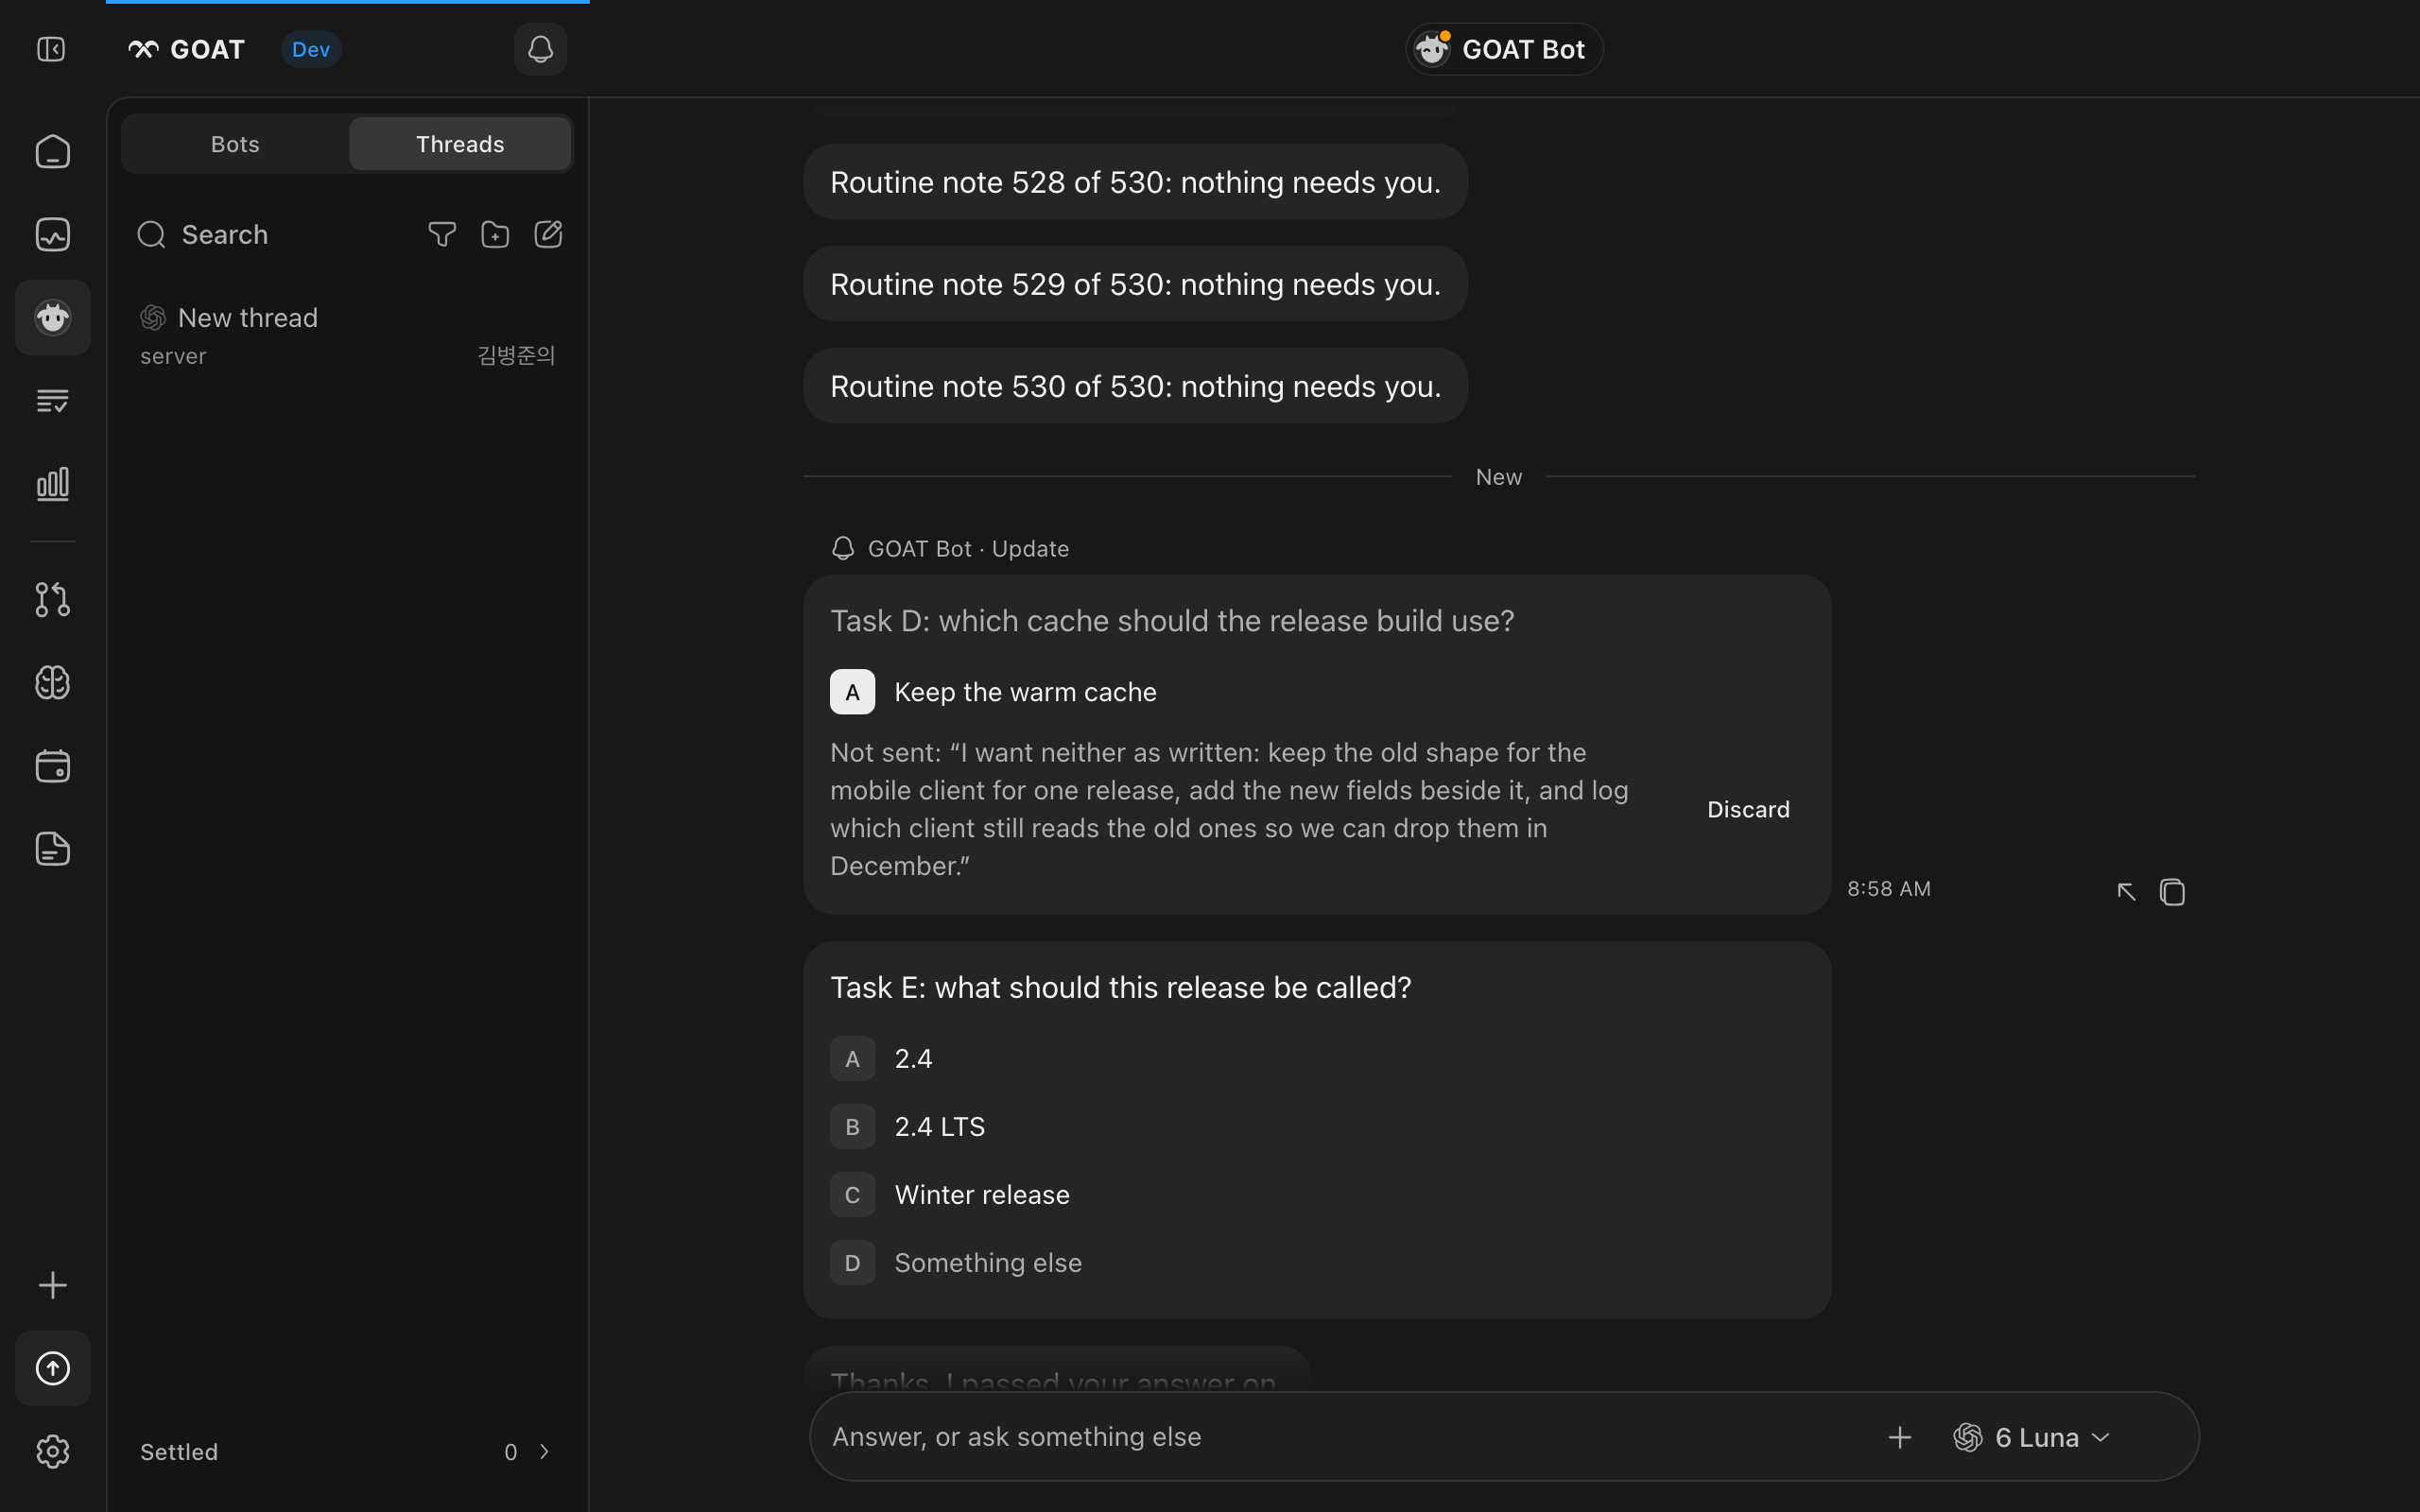 GOAT
Dev
GOAT Bot
Bots
Threads
Search
New thread
server
김병준의
Settled
0
Routine note 528 of 530: nothing needs you.
Routine note 529 of 530: nothing needs you.
Routine note 530 of 530: nothing needs you.
New
GOAT Bot · Update
Task D: which cache should the release build use?
A Keep the warm cache
Not sent: “I want neither as written: keep the old shape for the
mobile client for one release, add the new fields beside it, and log
which client still reads the old ones so we can drop them in
December.”
Discard
8:58 AM
Task E: what should this release be called?
A 2.4
B 2.4 LTS
C Winter release
D Something else
Thanks. I passed your answer on.
Answer, or ask something else
6 Luna